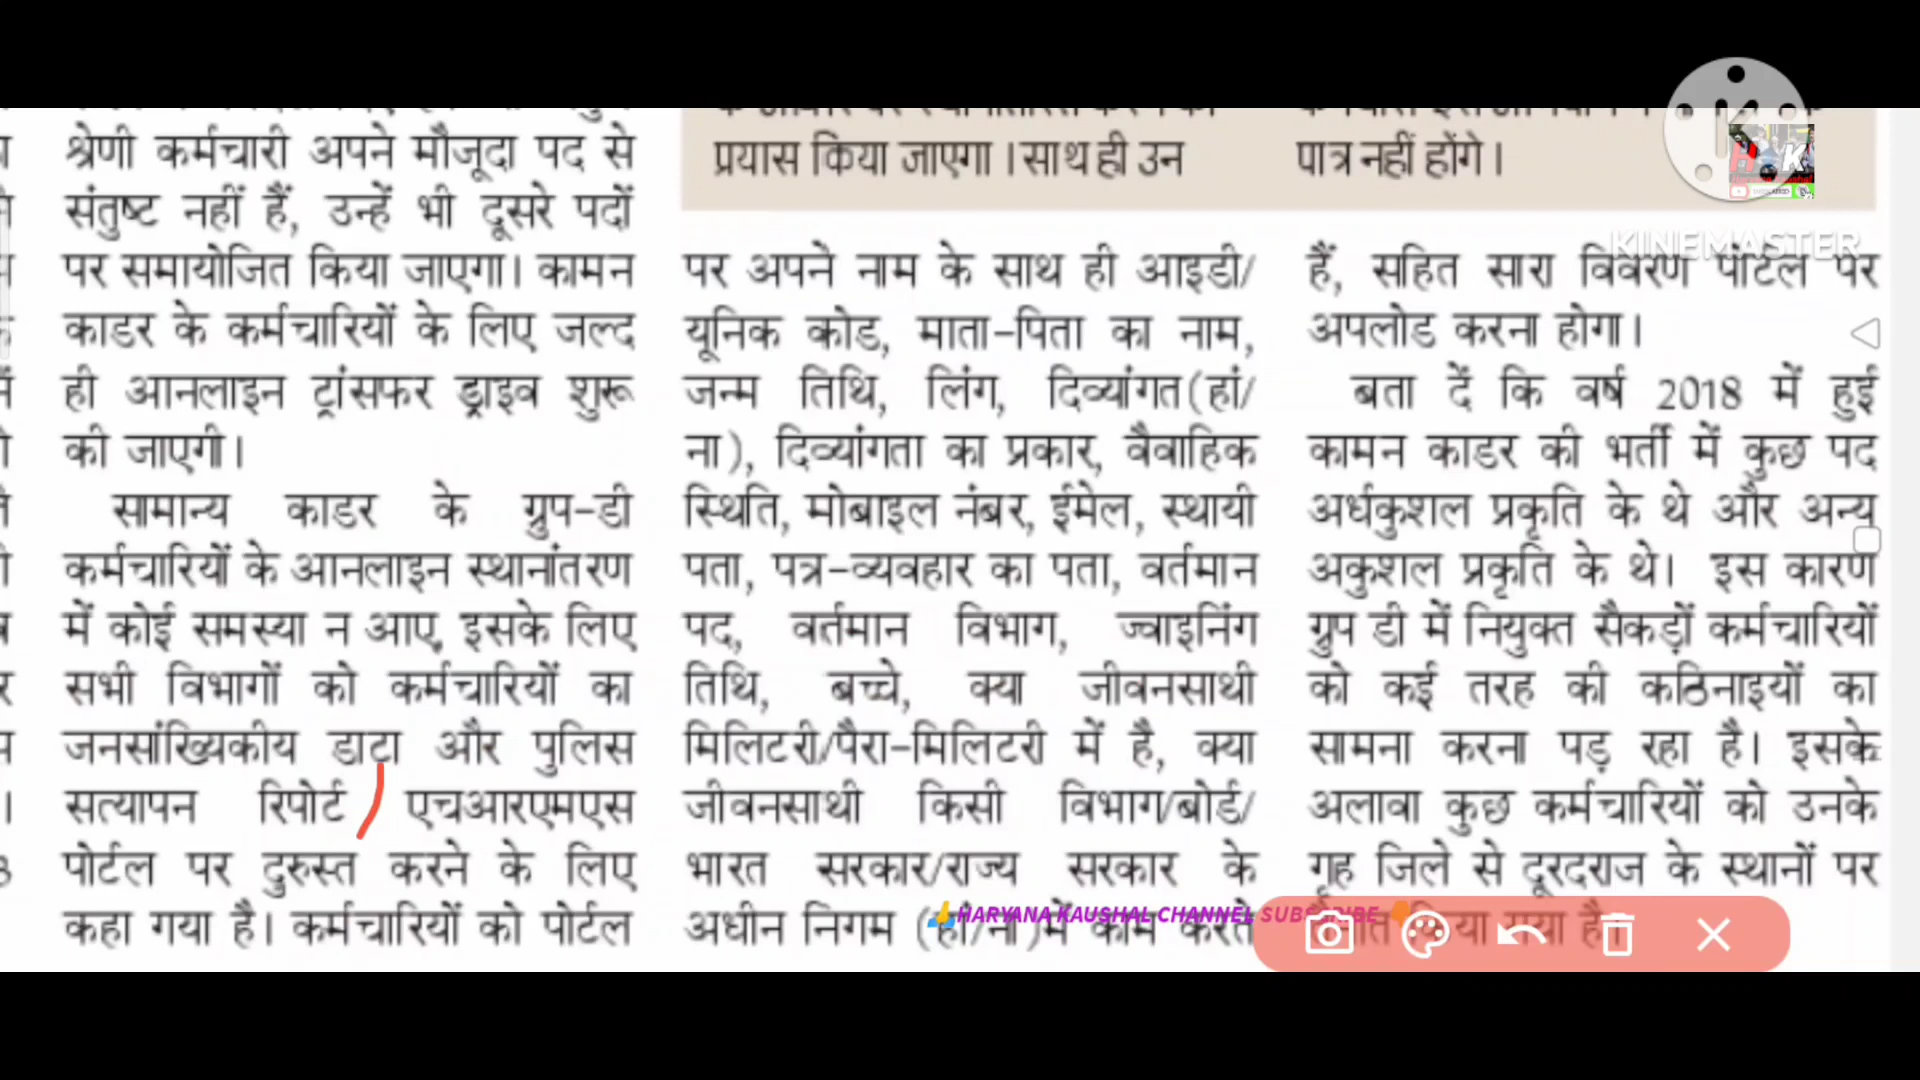 श्रेणी कर्मचारी अपने मौजूदा पद से
संतुष्ट नहीं हैं, उन्हें भी दूसरे पदों
पर समायोजित किया जाएगा। कामन
काडर के कर्मचारियों के लिए जल्द
ही आनलाइन ट्रांसफर ड्राइव शुरू
की जाएगी।
सामान्य काडर के ग्रुप-डी
कर्मचारियों के आनलाइन स्थानांतरण
में कोई समस्या न आए, इसके लिए
सभी विभागों को कर्मचारियों का
जनसांख्यिकीय डाटा और पुलिस
सत्यापन रिपोर्ट एचआरएमएस
पोर्टल पर दुरुस्त करने के लिए
कहा गया है। कर्मचारियों को पोर्टल
प्रयास किया जाएगा। साथ ही उन
पात्र नहीं होंगे।
पर अपने नाम के साथ ही आइडी/
यूनिक कोड, माता-पिता का नाम,
जन्म तिथि, लिंग, दिव्यांगत(हां/
ना), दिव्यांगता का प्रकार, वैवाहिक
स्थिति, मोबाइल नंबर, ईमेल, स्थायी
पता, पत्र-व्यवहार का पता, वर्तमान
पद, वर्तमान विभाग, ज्वाइनिंग
तिथि, बच्चे, क्या जीवनसाथी
मिलिटरी/पैरा-मिलिटरी में है, क्या
जीवनसाथी किसी विभाग/बोर्ड/
भारत सरकार/राज्य सरकार के
अधीन निगम (हां/ना)में काम करते
हैं, सहित सारा विवरण पोर्टल पर
अपलोड करना होगा।
बता दें कि वर्ष 2018 में हुई
कामन काडर की भर्ती में कुछ पद
अर्धकुशल प्रकृति के थे और अन्य
अकुशल प्रकृति के थे। इस कारण
ग्रुप डी में नियुक्त सैकड़ों कर्मचारियों
को कई तरह की कठिनाइयों का
सामना करना पड़ रहा है। इसके
अलावा कुछ कर्मचारियों को उनके
गृह जिले से दूरदराज के स्थानों पर
किया गया है।
KINEMASTER
HARYANA KAUSHAL CHANNEL SUBSCRIBE